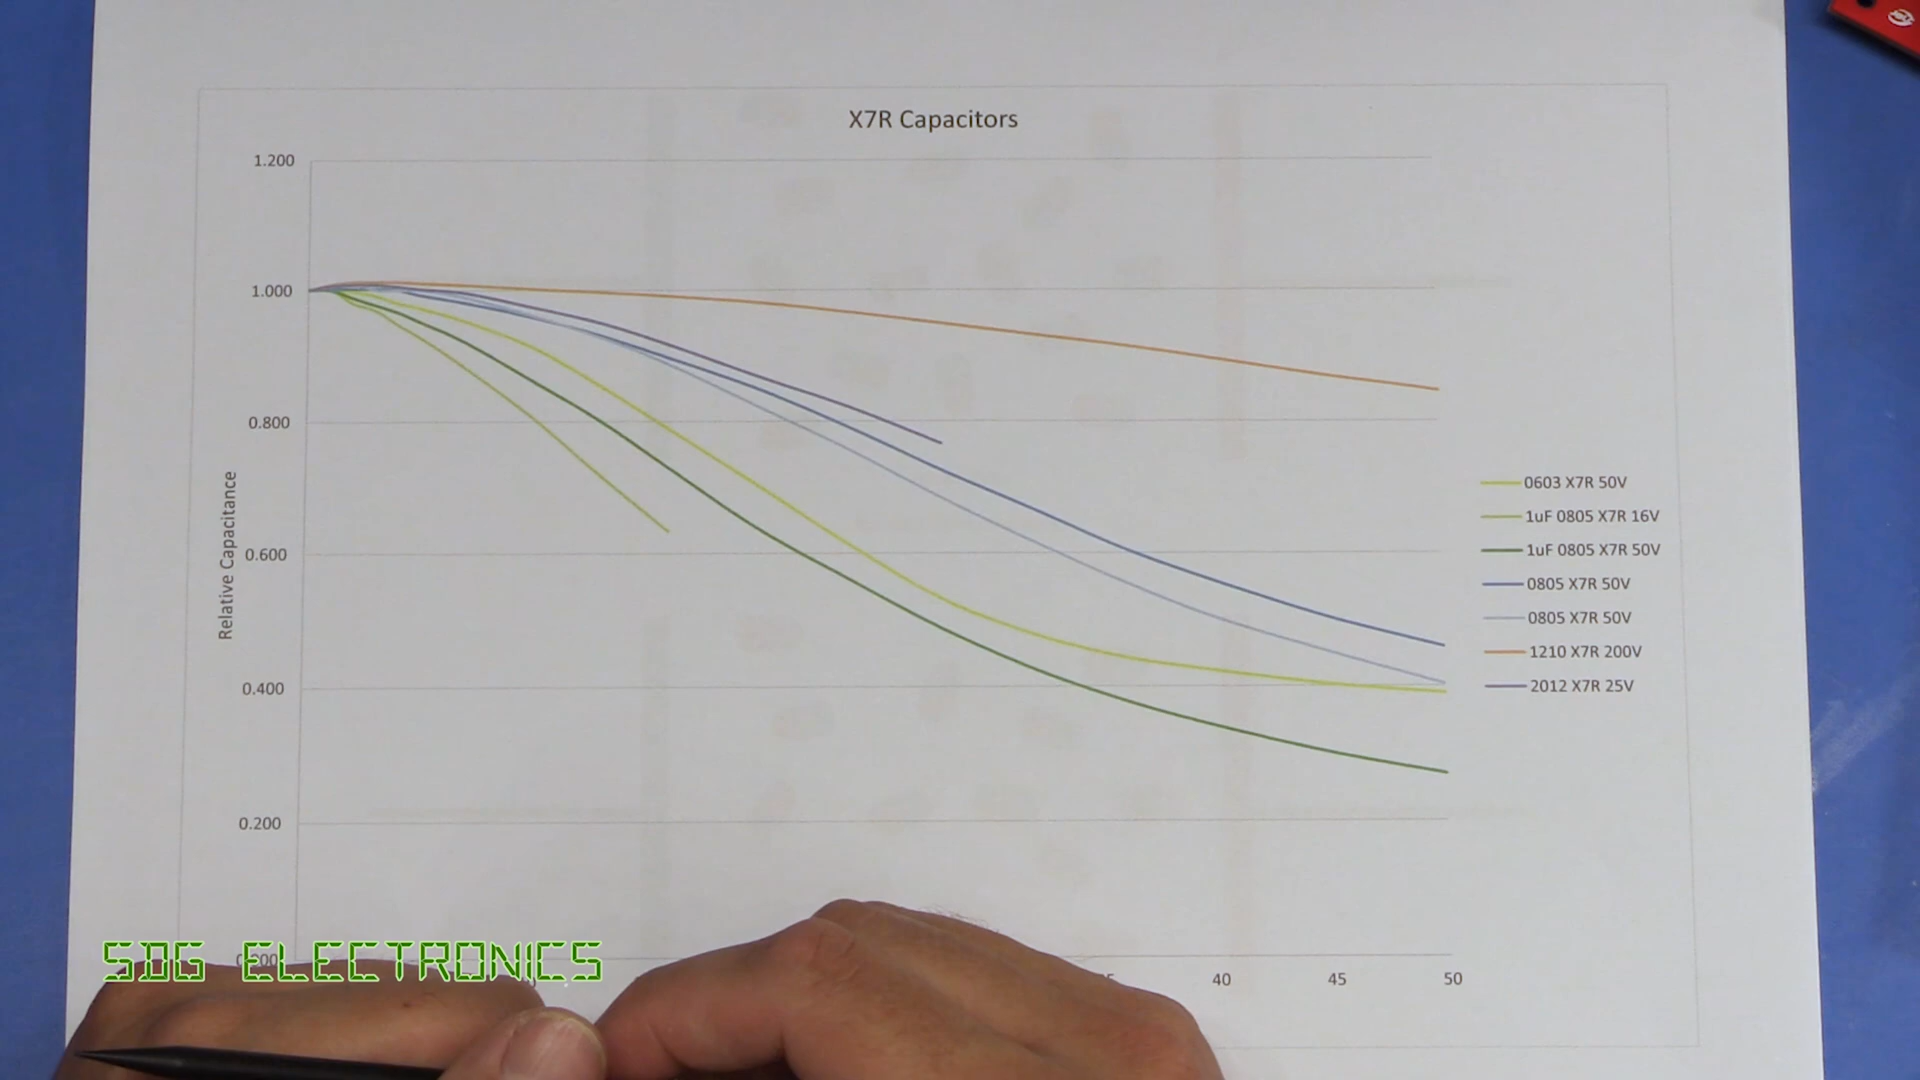 X7R Capacitors
1.200
1.000
0.800
0.600
0.400
0.200
Relative Capacitance
0603 X7R 50V
1uF 0805 X7R 16V
1uF 0805 X7R 50V
0805 X7R 50V
0805 X7R 50V
1210 X7R 200V
2012 X7R 25V
40 45 50
SDG ELECTRONICS